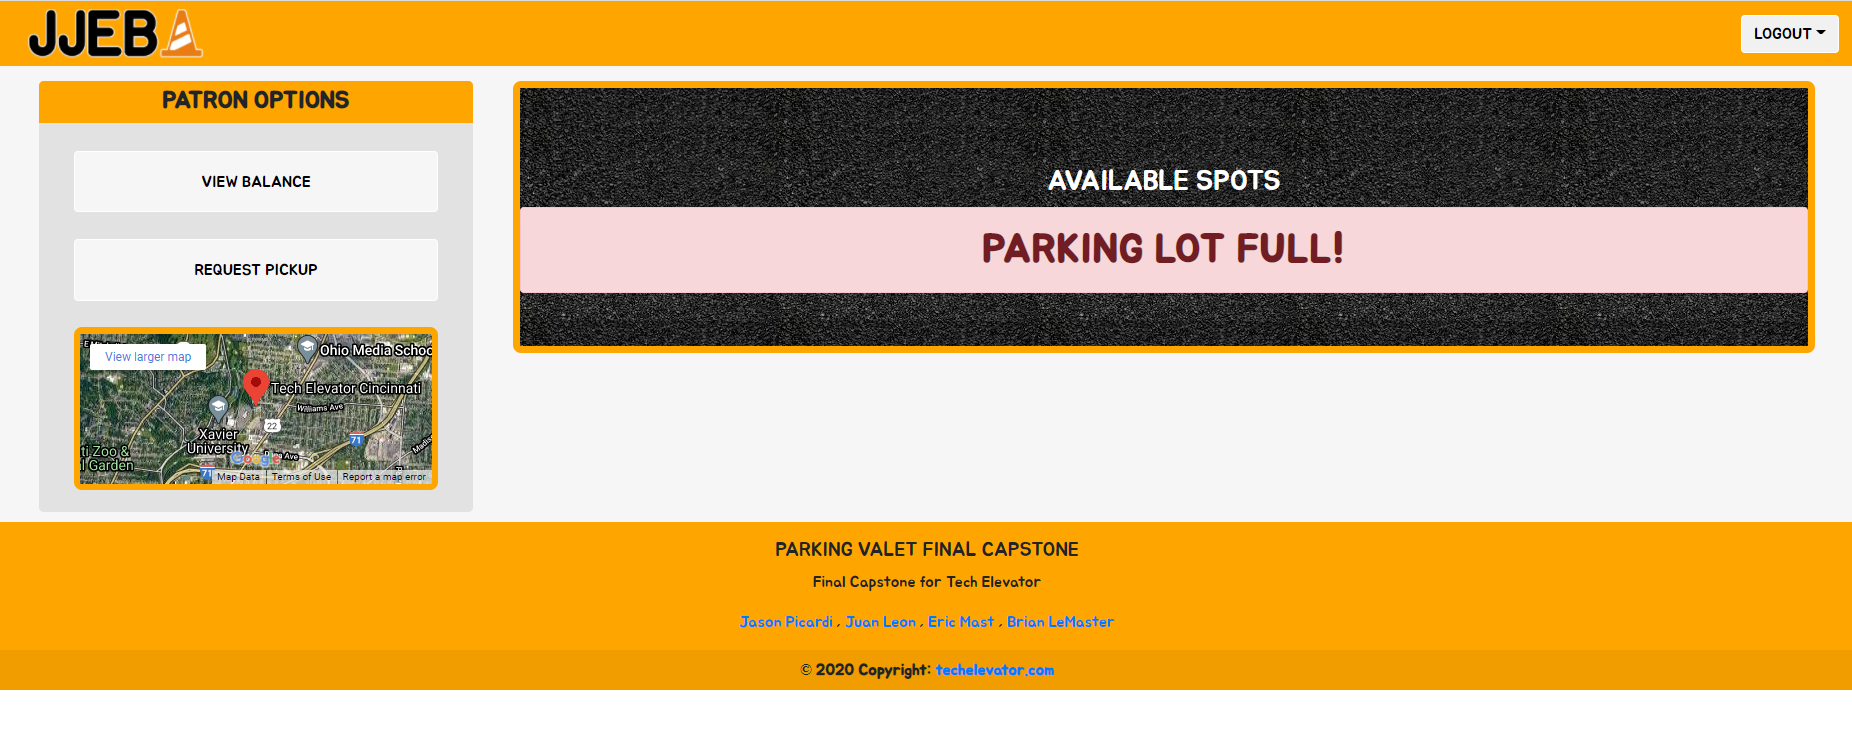 JJEB
LOGOUT
PATRON OPTIONS
VIEW BALANCE
REQUEST PICKUP
View larger map
Ohio Media Schoo
Tech Elevator Cincinnati
Williams Ave
22
71
Xavier
University
ti Zoo &
l Garden
Google
71
Map Data
Terms of Use
Report a map error
AVAILABLE SPOTS
PARKING LOT FULL!
PARKING VALET FINAL CAPSTONE
Final Capstone for Tech Elevator
Jason Picardi , Juan Leon , Eric Mast , Brian LeMaster
© 2020 Copyright: techelevator.com